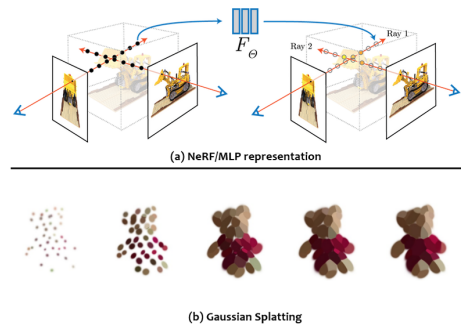 F_Θ
Ray 1
Ray 2
(a) NeRF/MLP representation
(b) Gaussian Splatting